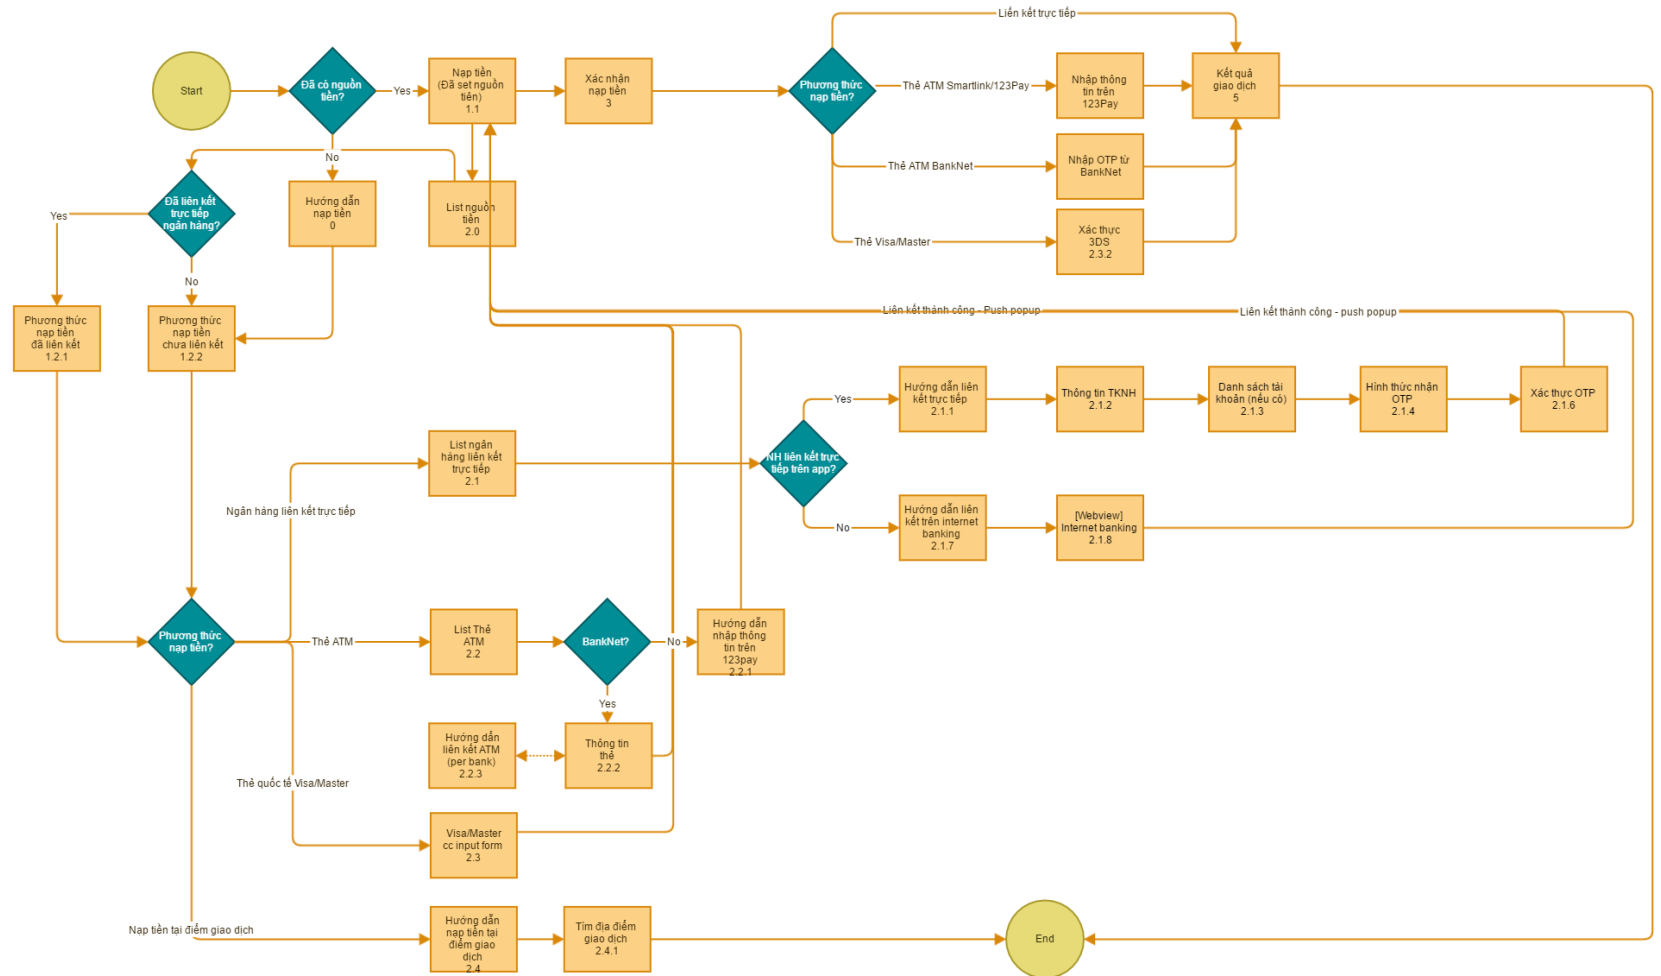 Liên kết trực tiếp
Start
Đã có nguồn
tiền?
Yes
Nạp tiền
(Đã set nguồn
tiền)
1.1
Xác nhận
nạp tiền
3
Phương thức
nạp tiền?
Thẻ ATM Smartlink/123Pay
Nhập thông
tin trên
123Pay
Kết quả
giao dịch
5
No
Thẻ ATM BankNet
Nhập OTP từ
BankNet
Đã liên kết
trực tiếp
ngân hàng?
Yes
Hướng dẫn
nạp tiền
0
List nguồn
tiền
2.0
Thẻ Visa/Master
Xác thực
3DS
2.3.2
No
Phương thức
nạp tiền
đã liên kết
1.2.1
Phương thức
nạp tiền
chưa liên kết
1.2.2
Liên kết thành công - Push popup
Liên kết thành công - push popup
Yes
Hướng dẫn liên
kết trực tiếp
2.1.1
Thông tin TKNH
2.1.2
Danh sách tài
khoản (nếu có)
2.1.3
Hình thức nhận
OTP
2.1.4
Xác thực OTP
2.1.6
List ngân
hàng liên kết
trực tiếp
2.1
NH liên kết trực
tiếp trên app?
Ngân hàng liên kết trực tiếp
No
Hướng dẫn liên
kết trên internet
banking
2.1.7
[Webview]
Internet banking
2.1.8
Phương thức
nạp tiền?
Thẻ ATM
List Thẻ
ATM
2.2
BankNet?
No
Hướng dẫn
nhập thông
tin trên
123pay
2.2.1
Yes
Hướng dẫn
liên kết ATM
(per bank)
2.2.3
Thông tin
thẻ
2.2.2
Thẻ quốc tế Visa/Master
Visa/Master
cc input form
2.3
Nạp tiền tại điểm giao dịch
Hướng dẫn
nạp tiền tại
điểm giao
dịch
2.4
Tìm địa điểm
giao dịch
2.4.1
End